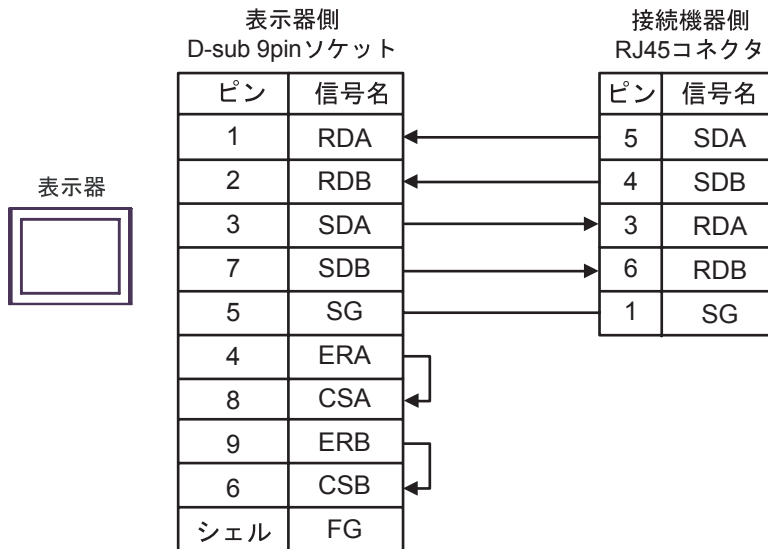 表示器側
D-sub 9pinソケット
接続機器側
RJ45コネクタ
表示器
ピン 信号名
1 RDA
2 RDB
3 SDA
7 SDB
5 SG
4 ERA
8 CSA
9 ERB
6 CSB
シェル FG
ピン 信号名
5 SDA
4 SDB
3 RDA
6 RDB
1 SG